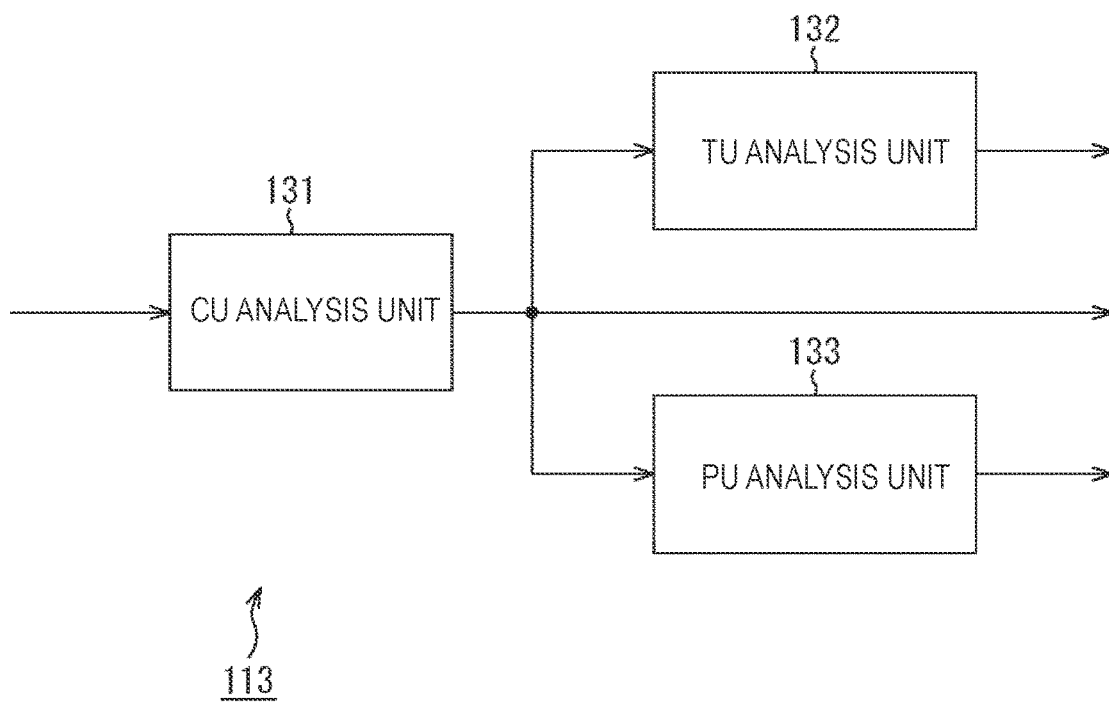 132
TU ANALYSIS UNIT
131
CU ANALYSIS UNIT
133
PU ANALYSIS UNIT
113